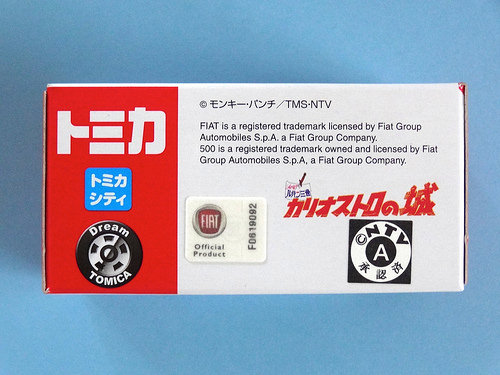 トミカ
トミカ
シティ
Dream
TOMICA
© モンキー・パンチ／TMS・NTV
FIAT is a registered trademark licensed by Fiat Group
Automobiles S.p.A. a Fiat Group Company.
500 is a registered trademark owned and licensed by Fiat
Group Automobiles S.p.A, a Fiat Group Company.
FIAT
Official
Product
F0619092
ルパン三世
カリオストロの城
©NTV
A
承認済